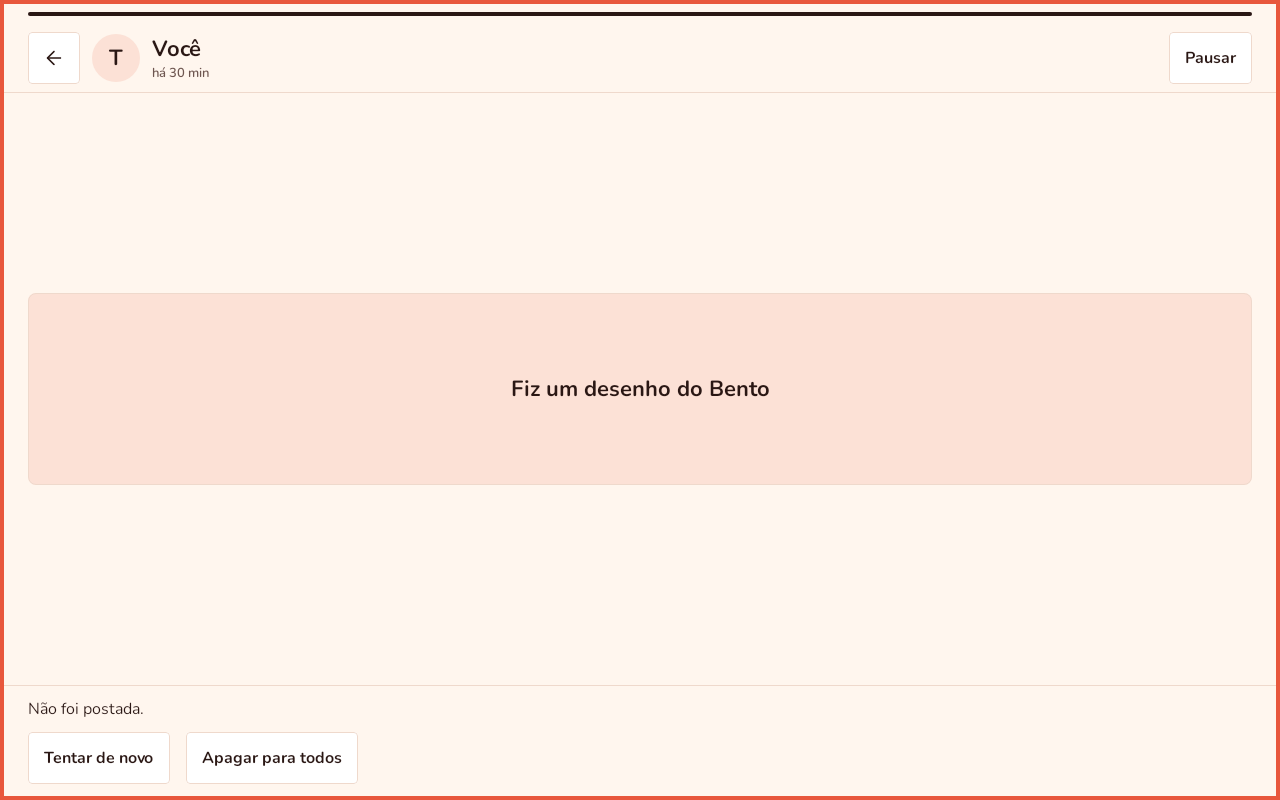 T
Você
há 30 min
Pausar
Fiz um desenho do Bento
Não foi postada.
Tentar de novo
Apagar para todos